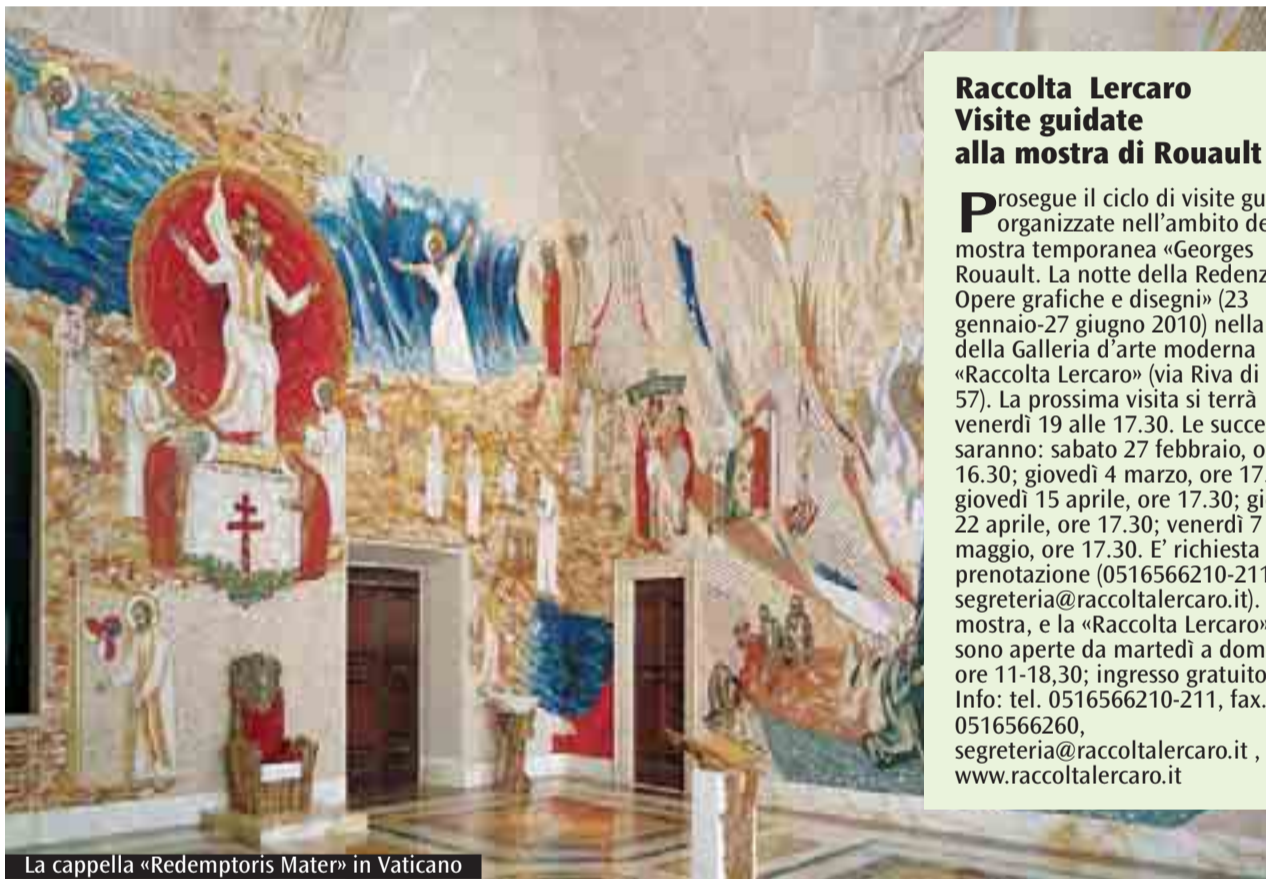 Raccolta Lercaro
Visite guidate
alla mostra di Rouault
Prosegue il ciclo di visite gu
organizzate nell'ambito de
mostra temporanea «Georges
Rouault. La notte della Redenz
Opere grafiche e disegni» (23
gennaio-27 giugno 2010) nella
della Galleria d'arte moderna
«Raccolta Lercaro» (via Riva di
57). La prossima visita si terrà
venerdì 19 alle 17.30. Le succe
saranno: sabato 27 febbraio, o
16.30; giovedì 4 marzo, ore 17.
giovedì 15 aprile, ore 17.30; gi
22 aprile, ore 17.30; venerdì 7
maggio, ore 17.30. E' richiesta
prenotazione (0516566210-211
segreteria@raccoltalercaro.it).
mostra, e la «Raccolta Lercaro»
sono aperte da martedì a dom
ore 11-18,30; ingresso gratuito
Info: tel. 0516566210-211, fax.
0516566260,
segreteria@raccoltalercaro.it ,
www.raccoltalercaro.it
La cappella «Redemptoris Mater» in Vaticano